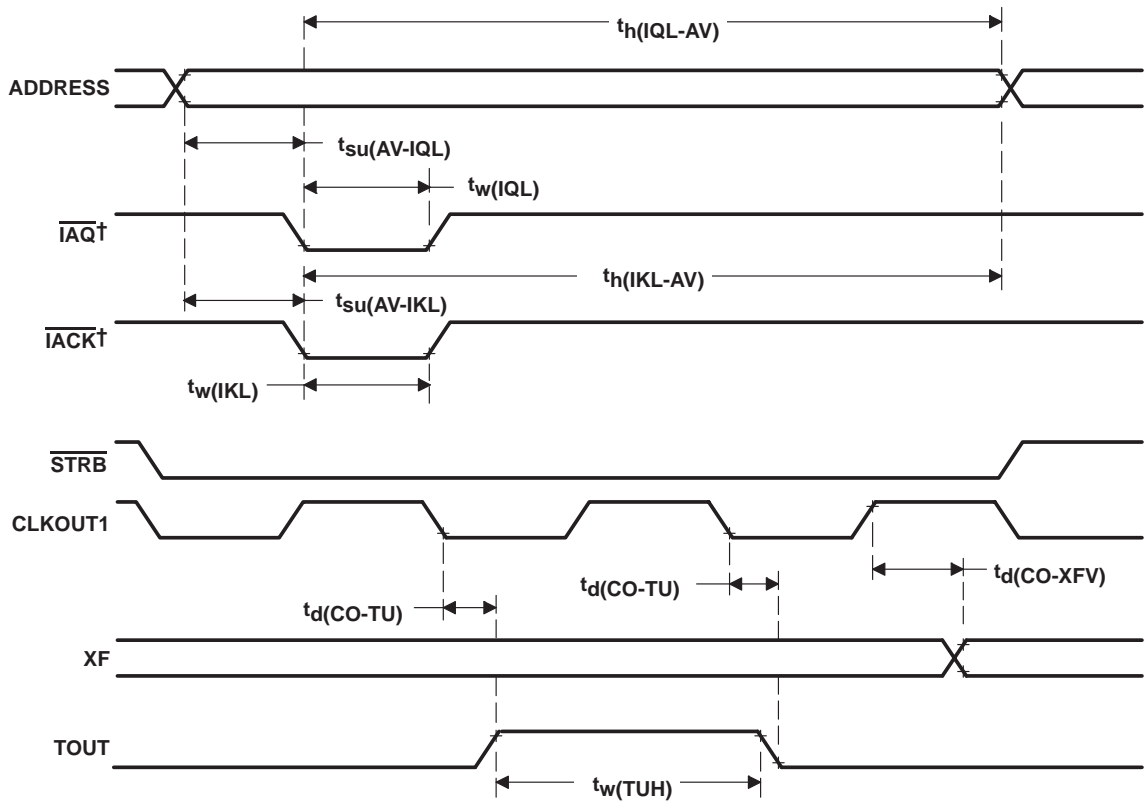 th(IQL-AV)
ADDRESS
tsu(AV-IQL)
tw(IQL)
IAQ†
th(IKL-AV)
tsu(AV-IKL)
IACK†
tw(IKL)
STRB
CLKOUT1
td(CO-XFV)
td(CO-TU)
td(CO-TU)
XF
TOUT
tw(TUH)